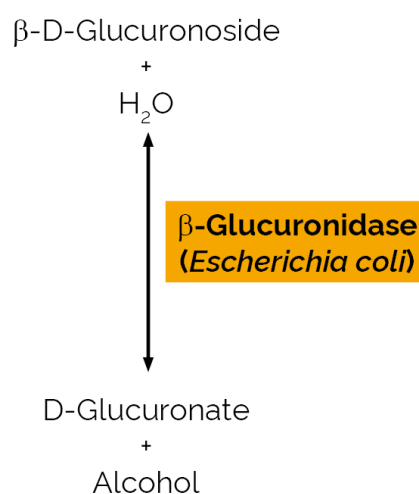 β-D-Glucuronoside
+
H₂O
β-Glucuronidase
(Escherichia coli)
D-Glucuronate
+
Alcohol